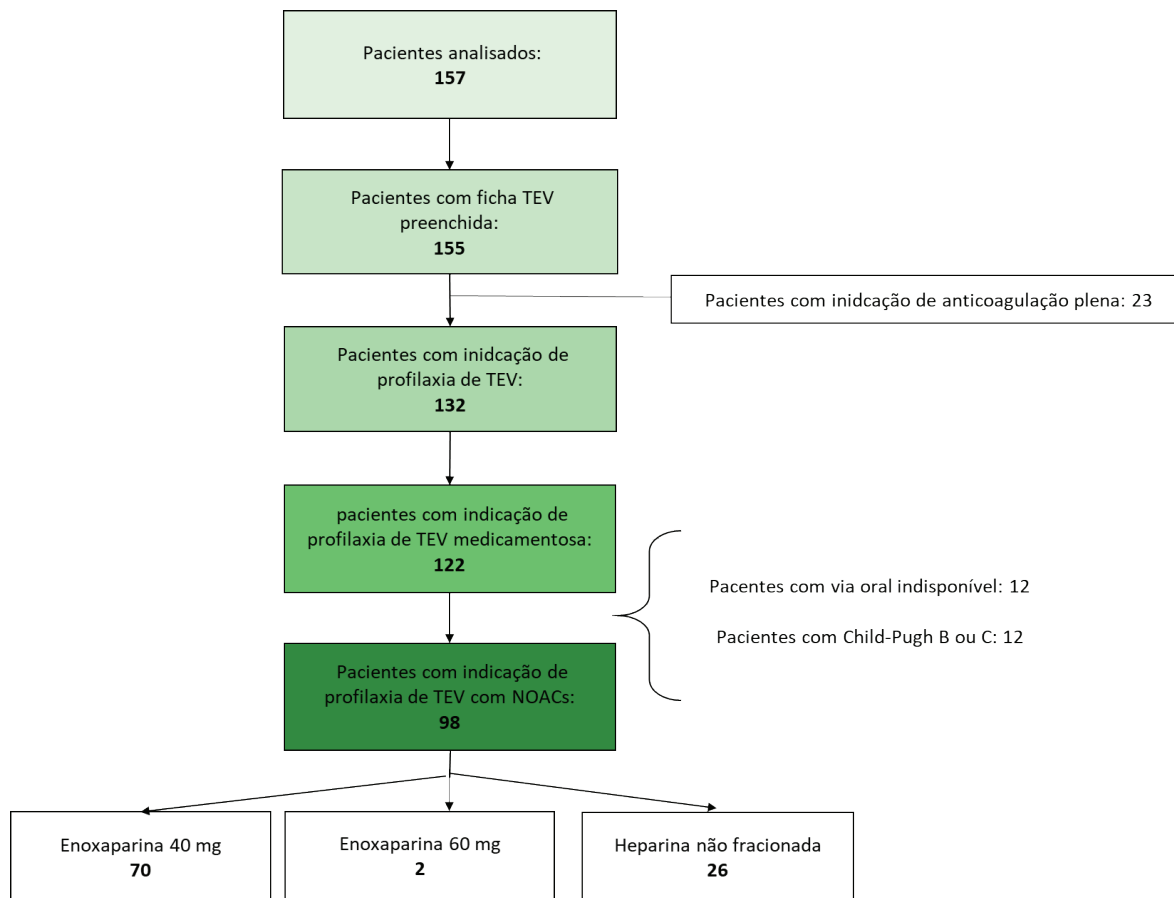 Pacientes analisados:
157
Pacientes com ficha TEV
preenchida:
155
Pacientes com inidcação de anticoagulação plena: 23
Pacientes com inidcação de
profilaxia de TEV:
132
pacientes com indicação de
profilaxia de TEV medicamentosa:
122
Pacentes com via oral indisponível: 12
Pacientes com Child-Pugh B ou C: 12
Pacientes com indicação de
profilaxia de TEV com NOACs:
98
Enoxaparina 40 mg
70
Enoxaparina 60 mg
2
Heparina não fracionada
26